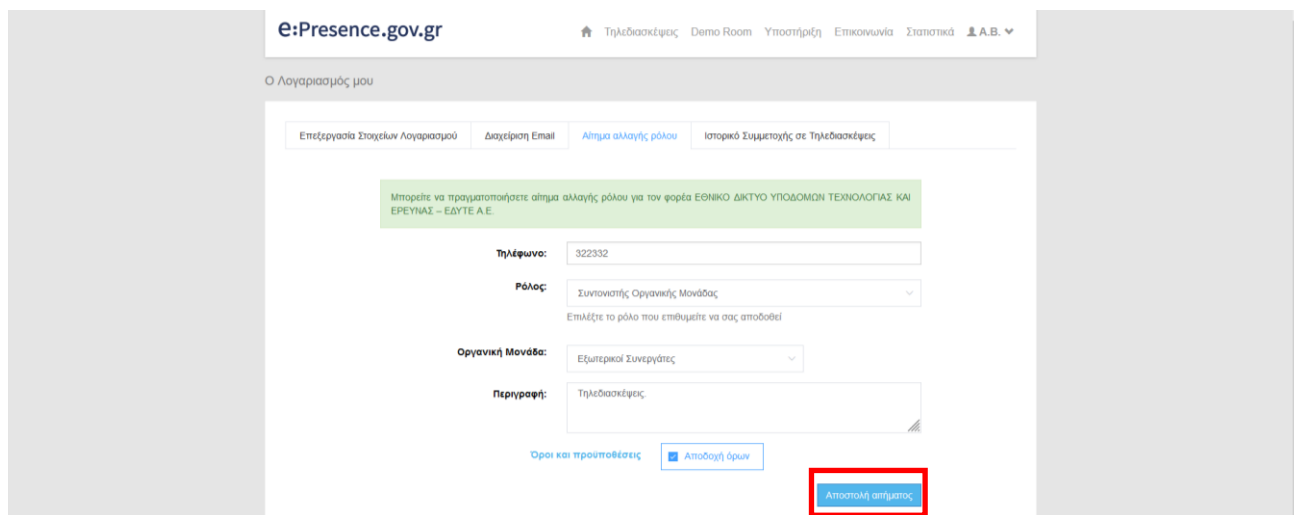 e:Presence.gov.gr
Τηλεδιασκέψεις Demo Room Υποστήριξη Επικοινωνία Στατιστικά Α.Β.
Ο Λογαριασμός μου
Επεξεργασία Στοιχείων Λογαριασμού Διαχείριση Email Αίτημα αλλαγής ρόλου Ιστορικό Συμμετοχής σε Τηλεδιασκέψεις
Μπορείτε να πραγματοποιήσετε αίτημα αλλαγής ρόλου για τον φορέα ΕΘΝΙΚΟ ΔΙΚΤΥΟ ΥΠΟΔΟΜΩΝ ΤΕΧΝΟΛΟΓΙΑΣ ΚΑΙ
ΕΡΕΥΝΑΣ – ΕΔΥΤΕ Α.Ε.
Τηλέφωνο: 322332
Ρόλος: Συντονιστής Οργανικής Μονάδας
Επιλέξτε το ρόλο που επιθυμείτε να σας αποδοθεί
Οργανική Μονάδα: Εξωτερικοί Συνεργάτες
Περιγραφή: Τηλεδιασκέψεις.
Όροι και προϋποθέσεις Αποδοχή όρων
Αποστολή αιτήματος